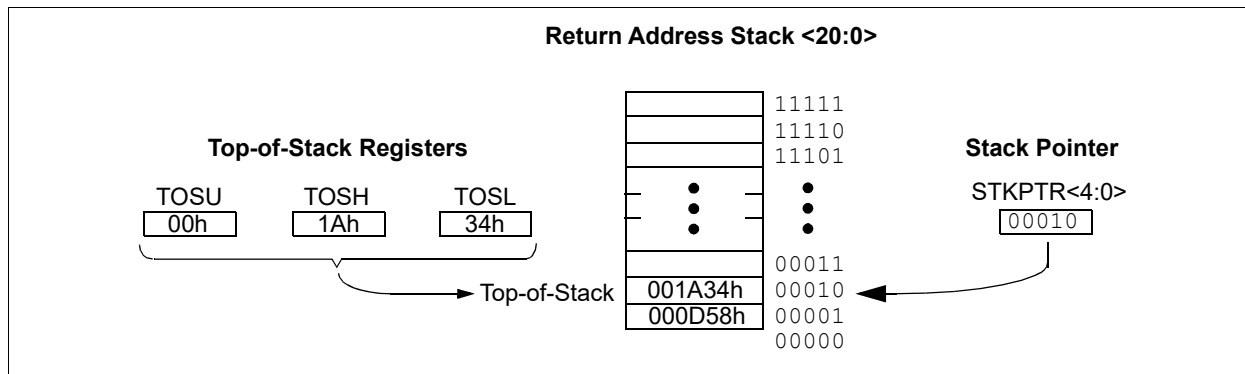 Return Address Stack <20:0>
11111
11110
11101
Top-of-Stack Registers
Stack Pointer
TOSU TOSH TOSL
STKPTR<4:0>
00h 1Ah 34h
00010
00011
Top-of-Stack 001A34h 00010
000D58h 00001
00000